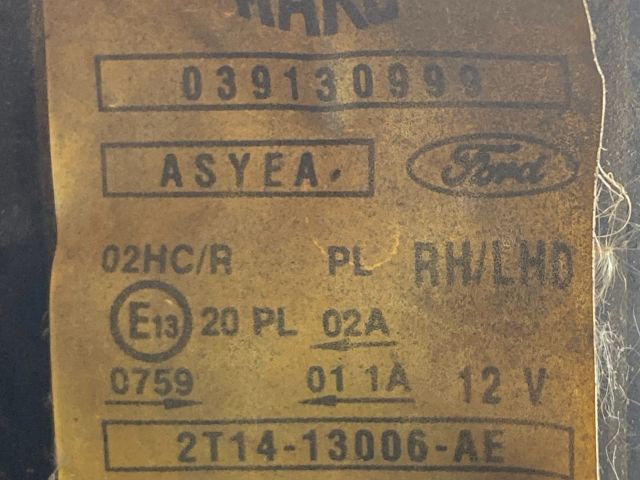 039130999
ASYEA.
Ford
02HC/R PL RH/LHD
E13 20 PL 02A
0759 01 1A 12 V
2T14-13006-AE